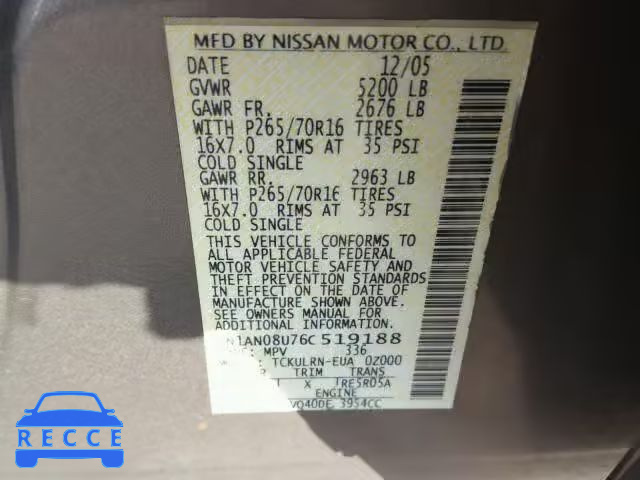 MFD BY NISSAN MOTOR CO., LTD.
DATE 12/05
GVWR 5200 LB
GAWR FR. 2676 LB
WITH P265/70R16 TIRES
16X7.0 RIMS AT 35 PSI
COLD SINGLE
GAWR RR. 2963 LB
WITH P265/70R16 TIRES
16X7.0 RIMS AT 35 PSI
COLD SINGLE
THIS VEHICLE CONFORMS TO
ALL APPLICABLE FEDERAL
MOTOR VEHICLE SAFETY AND
THEFT PREVENTION STANDARDS
IN EFFECT ON THE DATE OF
MANUFACTURE SHOWN ABOVE.
SEE OWNERS MANUAL FOR
MORE INFORMATION.
N1AN08U76C519188
MPV 336
TCKULRN-EUA 0Z000
TRIM TRANS
X RE5R05A
ENGINE
VQ40DE 3954CC
RECCE